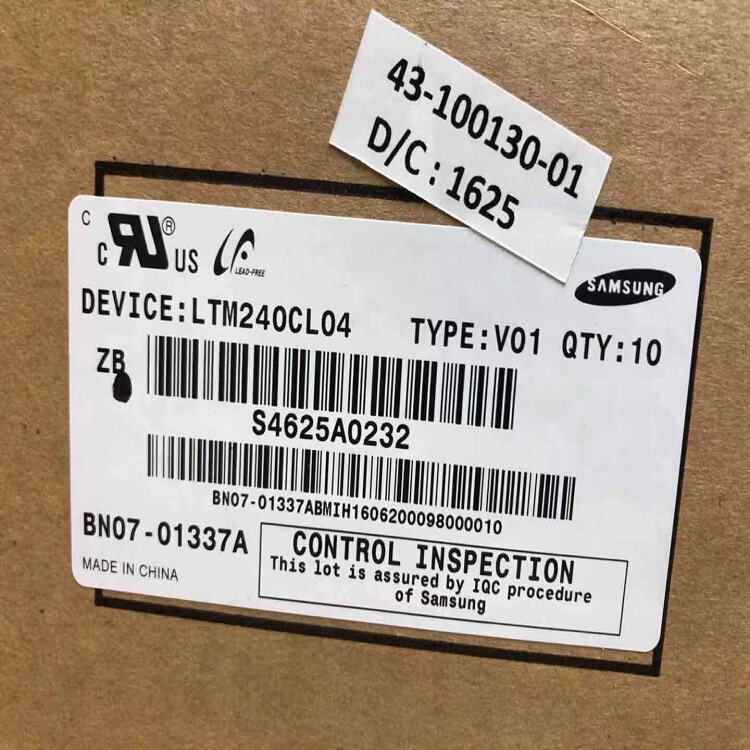 43-100130-01
D/C: 1625
C
C RU® US
LEAD-FREE
SAMSUNG
DEVICE:LTM240CL04 TYPE:V01 QTY:10
ZB
S4625A0232
BN07-01337ABMIH1606200098000010
BN07-01337A
MADE IN CHINA
CONTROL INSPECTION
This lot is assured by IQC procedure
of Samsung